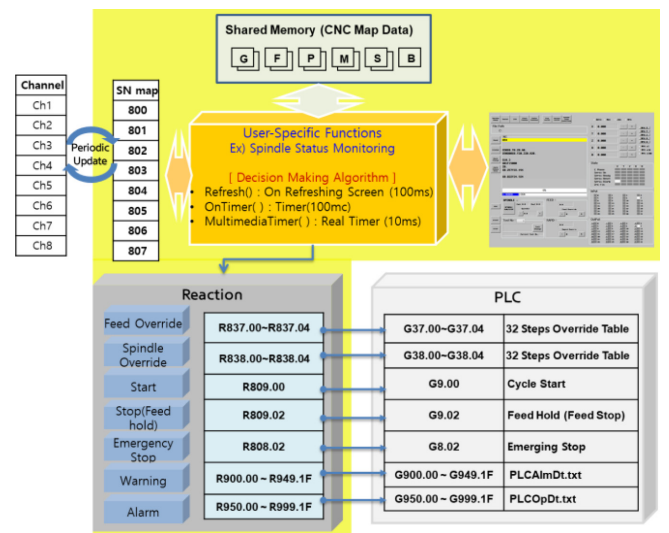 Shared Memory (CNC Map Data)
G F P M S B
Channel
Ch1
Ch2
Ch3
Ch4
Ch5
Ch6
Ch7
Ch8
Periodic
Update
SN map
800
801
802
803
804
805
806
807
User-Specific Functions
Ex) Spindle Status Monitoring
[ Decision Making Algorithm ]
• Refresh() : On Refreshing Screen (100ms)
• OnTimer( ) : Timer(100mc)
• MultimediaTimer( ) : Real Timer (10ms)
Reaction
Feed Override
Spindle
Override
Start
Stop(Feed
hold)
Emergency
Stop
Warning
Alarm
R837.00~R837.04
R838.00~R838.04
R809.00
R809.02
R808.02
R900.00 ~ R949.1F
R950.00 ~ R999.1F
PLC
G37.00~G37.04 32 Steps Override Table
G38.00~G38.04 32 Steps Override Table
G9.00 Cycle Start
G9.02 Feed Hold (Feed Stop)
G8.02 Emerging Stop
G900.00 ~ G949.1F PLCAlmDt.txt
G950.00 ~ G999.1F PLCOpDt.txt